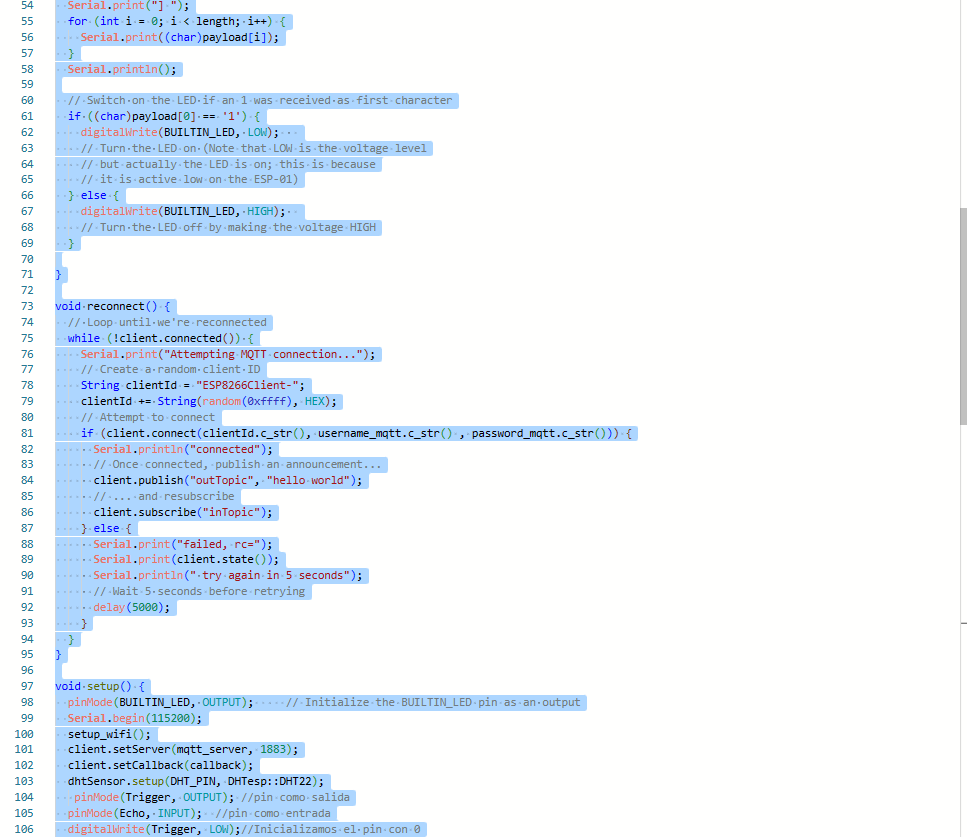 54   Serial.print("] ");
55   for (int i = 0; i < length; i++) {
56     Serial.print((char)payload[i]);
57   }
58   Serial.println();
59
60   // Switch on the LED if an 1 was received as first character
61   if ((char)payload[0] == '1') {
62     digitalWrite(BUILTIN_LED, LOW);
63     // Turn the LED on (Note that LOW is the voltage level
64     // but actually the LED is on; this is because
65     // it is active low on the ESP-01)
66   } else {
67     digitalWrite(BUILTIN_LED, HIGH);
68     // Turn the LED off by making the voltage HIGH
69   }
70
71 }
72
73 void reconnect() {
74   // Loop until we're reconnected
75   while (!client.connected()) {
76     Serial.print("Attempting MQTT connection...");
77     // Create a random client ID
78     String clientId = "ESP8266Client-";
79     clientId += String(random(0xffff), HEX);
80     // Attempt to connect
81     if (client.connect(clientId.c_str(), username_mqtt.c_str() , password_mqtt.c_str())) {
82       Serial.println("connected");
83       // Once connected, publish an announcement...
84       client.publish("outTopic", "hello world");
85       // ... and resubscribe
86       client.subscribe("inTopic");
87     } else {
88       Serial.print("failed, rc=");
89       Serial.print(client.state());
90       Serial.println(" try again in 5 seconds");
91       // Wait 5 seconds before retrying
92       delay(5000);
93     }
94   }
95 }
96
97 void setup() {
98   pinMode(BUILTIN_LED, OUTPUT);     // Initialize the BUILTIN_LED pin as an output
99   Serial.begin(115200);
100   setup_wifi();
101   client.setServer(mqtt_server, 1883);
102   client.setCallback(callback);
103   dhtSensor.setup(DHT_PIN, DHTesp::DHT22);
104    pinMode(Trigger, OUTPUT); //pin como salida
105   pinMode(Echo, INPUT);  //pin como entrada
106   digitalWrite(Trigger, LOW);//Inicializamos el pin con 0